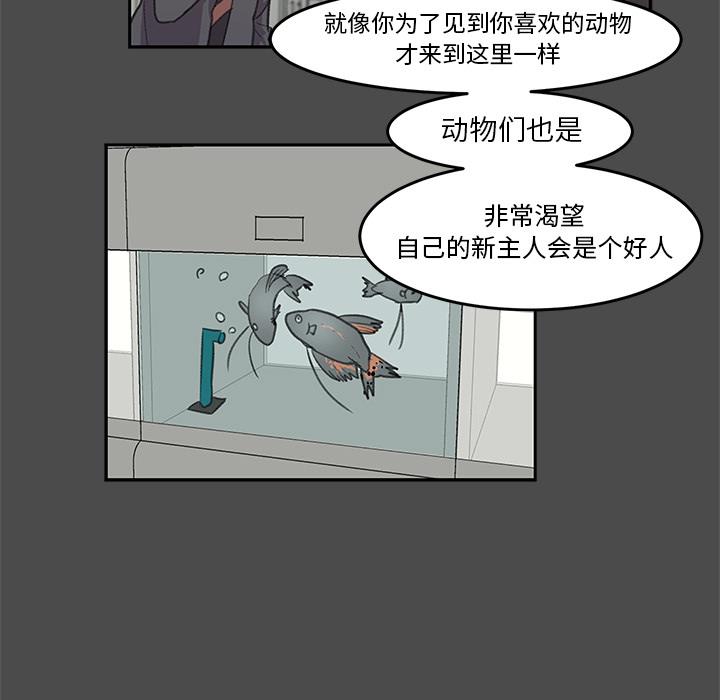 就像你为了见到你喜欢的动物
才来到这里一样
动物们也是
非常渴望
自己的新主人会是个好人